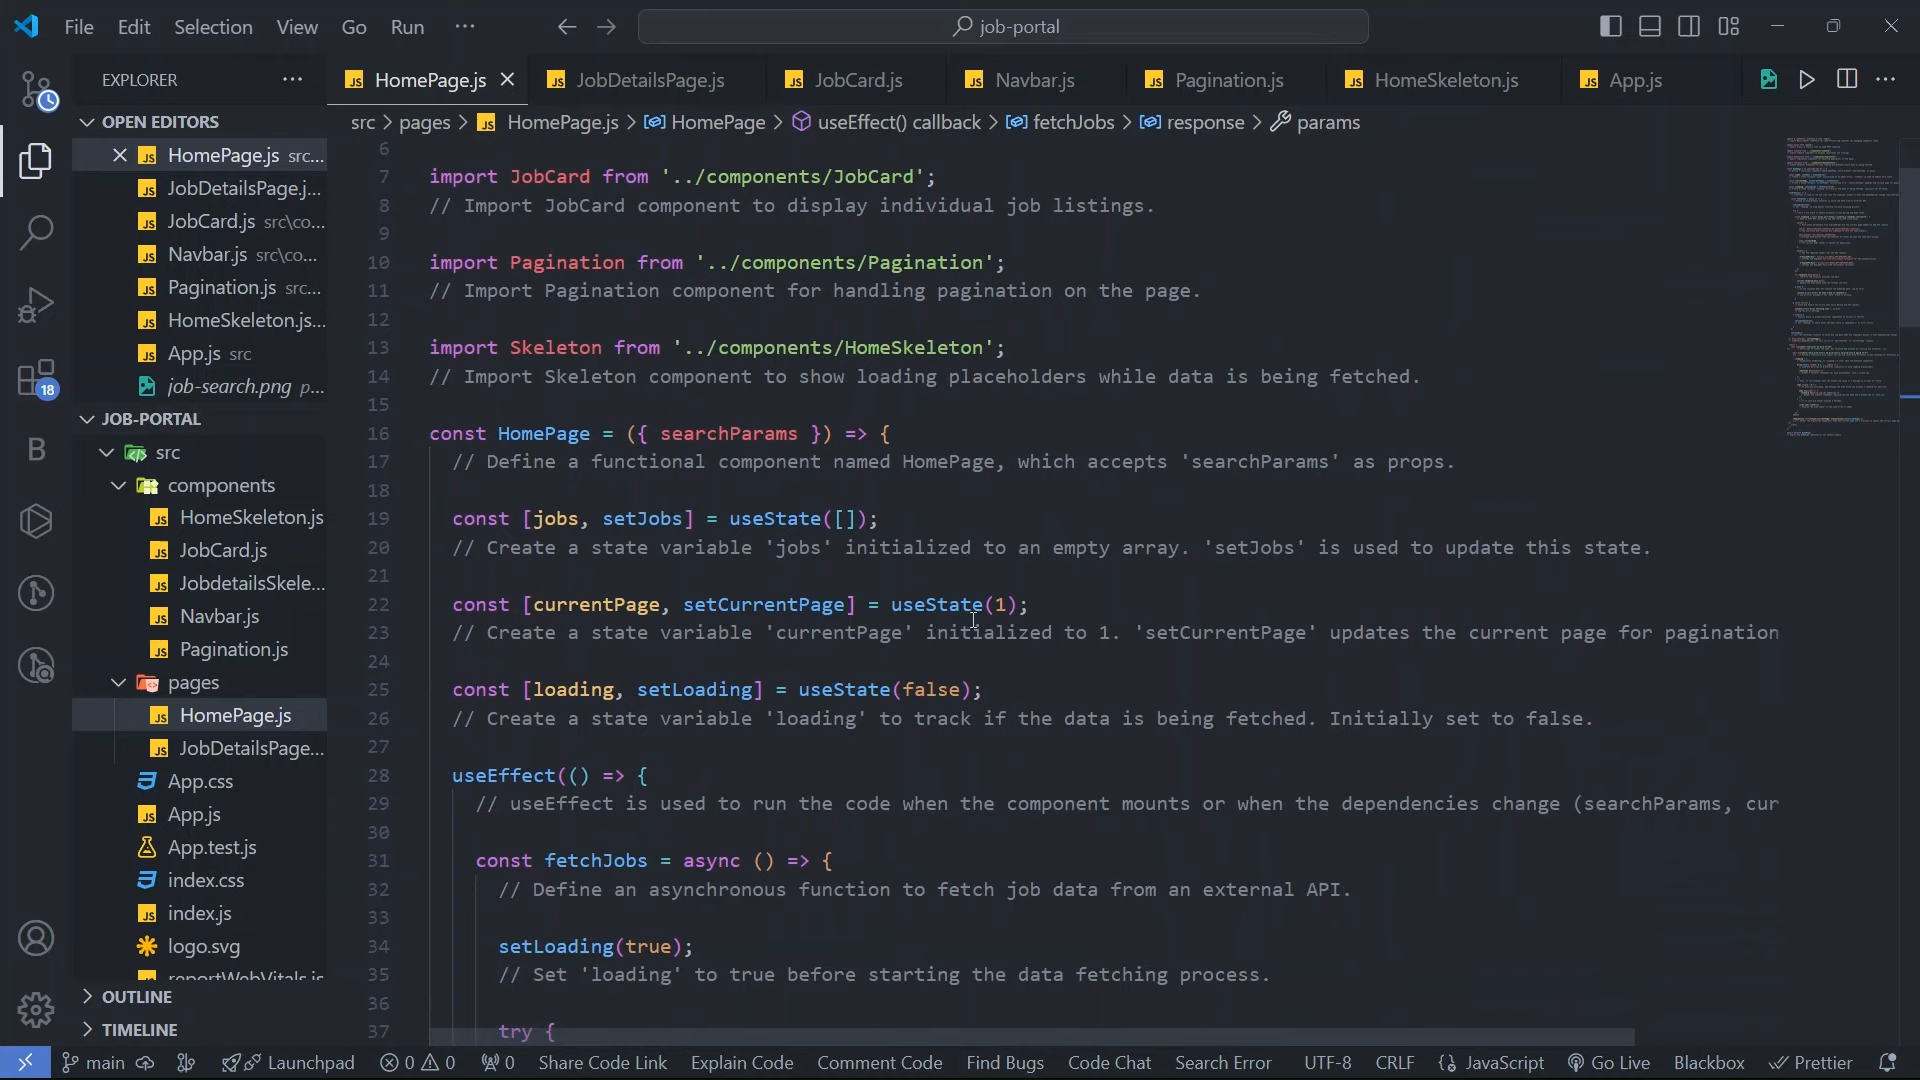 File Edit Selection View Go Run ··· job-portal
EXPLORER ···
HomePage.js JobDetailsPage.js JobCard.js Navbar.js Pagination.js HomeSkeleton.js App.js
src > pages > HomePage.js > HomePage > useEffect() callback > fetchJobs > response > params
OPEN EDITORS
HomePage.js src...
JobDetailsPage.j...
JobCard.js src\co...
Navbar.js src\co...
Pagination.js src...
HomeSkeleton.js...
App.js src
job-search.png p...
JOB-PORTAL
src
components
HomeSkeleton.js
JobCard.js
JobdetailsSkele...
Navbar.js
Pagination.js
pages
HomePage.js
JobDetailsPage...
App.css
App.js
App.test.js
index.css
index.js
logo.svg
reportWebVitals.js
OUTLINE
TIMELINE
18
B
6
7 import JobCard from '../components/JobCard';
8 // Import JobCard component to display individual job listings.
9
10 import Pagination from '../components/Pagination';
11 // Import Pagination component for handling pagination on the page.
12
13 import Skeleton from '../components/HomeSkeleton';
14 // Import Skeleton component to show loading placeholders while data is being fetched.
15
16 const HomePage = ({ searchParams }) => {
17 // Define a functional component named HomePage, which accepts 'searchParams' as props.
18
19 const [jobs, setJobs] = useState([]);
20 // Create a state variable 'jobs' initialized to an empty array. 'setJobs' is used to update this state.
21
22 const [currentPage, setCurrentPage] = useState(1);
23 // Create a state variable 'currentPage' initialized to 1. 'setCurrentPage' updates the current page for pagination
24
25 const [loading, setLoading] = useState(false);
26 // Create a state variable 'loading' to track if the data is being fetched. Initially set to false.
27
28 useEffect(() => {
29 // useEffect is used to run the code when the component mounts or when the dependencies change (searchParams, cur
30
31 const fetchJobs = async () => {
32 // Define an asynchronous function to fetch job data from an external API.
33
34 setLoading(true);
35 // Set 'loading' to true before starting the data fetching process.
36
37 try {
main Launchpad 0 0 0 Share Code Link Explain Code Comment Code Find Bugs Code Chat Search Error UTF-8 CRLF {} JavaScript Go Live Blackbox Prettier